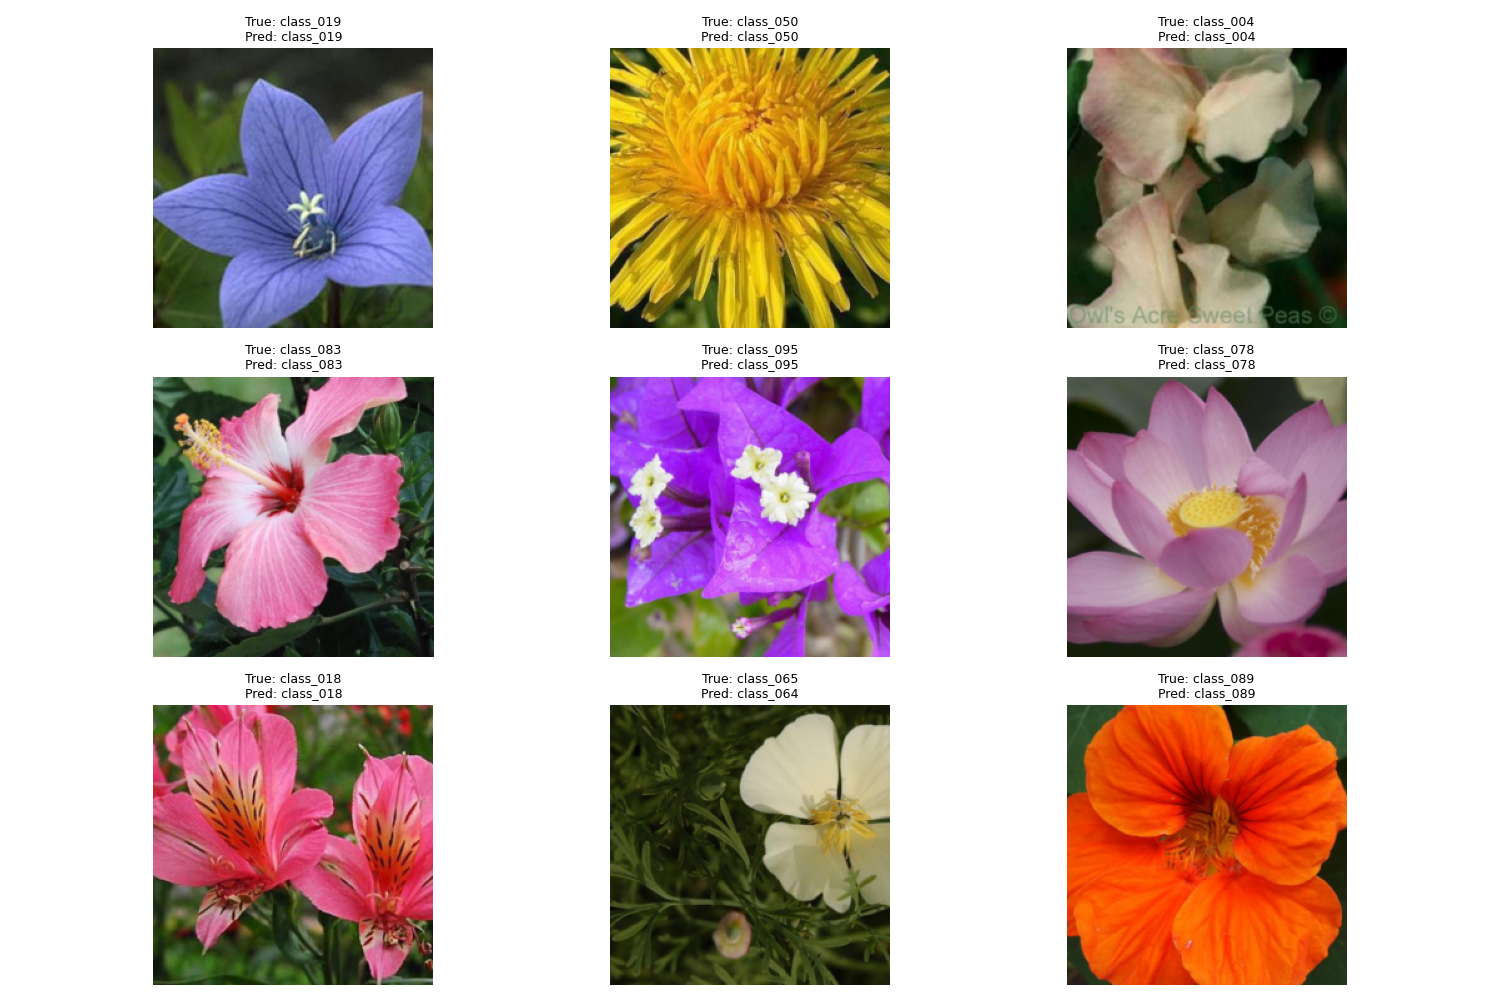 True: class_019
Pred: class_019
True: class_050
Pred: class_050
True: class_004
Pred: class_004
Owl's Acre Sweet Peas ©
True: class_083
Pred: class_083
True: class_095
Pred: class_095
True: class_078
Pred: class_078
True: class_018
Pred: class_018
True: class_065
Pred: class_064
True: class_089
Pred: class_089